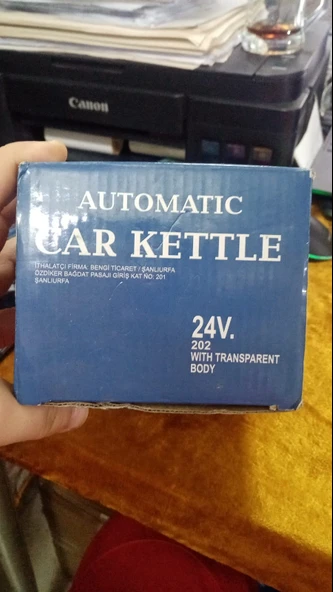 Canon
AUTOMATIC
CAR KETTLE
İTHALATÇI FİRMA: BENGİ TİCARET / ŞANLIURFA
ÖZDİKER BAĞDAT PASAJI GİRİŞ KAT NO: 201
ŞANLIURFA
24V.
202
WITH TRANSPARENT
BODY